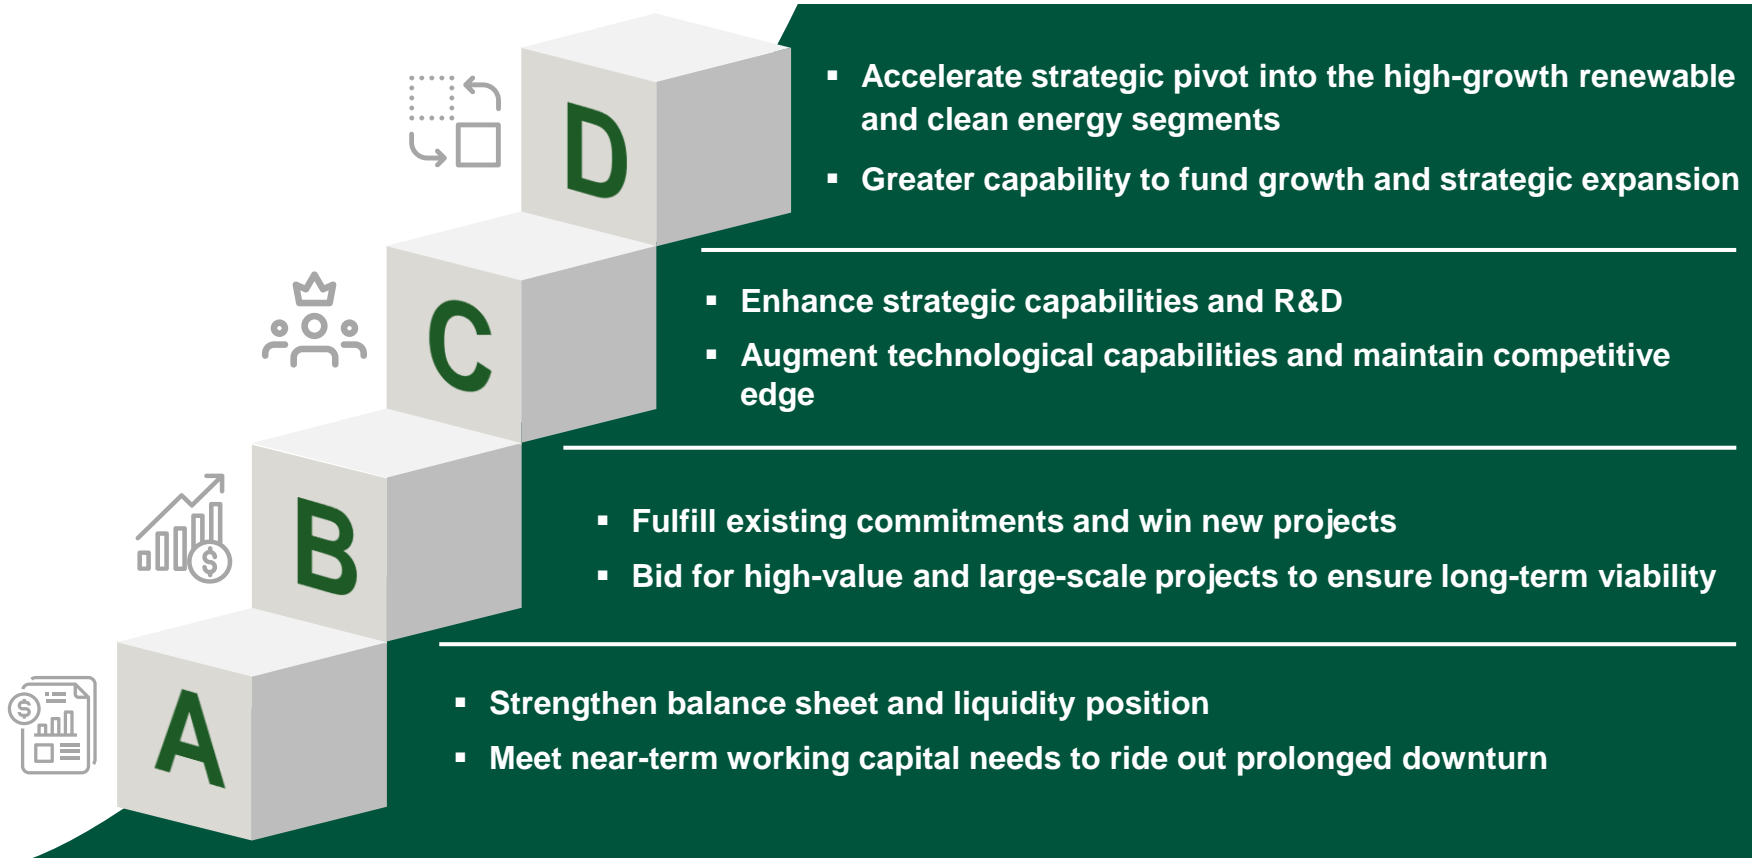 D
▪ Accelerate strategic pivot into the high-growth renewable
and clean energy segments
▪ Greater capability to fund growth and strategic expansion
C
▪ Enhance strategic capabilities and R&D
▪ Augment technological capabilities and maintain competitive
edge
B
$
▪ Fulfill existing commitments and win new projects
▪ Bid for high-value and large-scale projects to ensure long-term viability
A
$
▪ Strengthen balance sheet and liquidity position
▪ Meet near-term working capital needs to ride out prolonged downturn